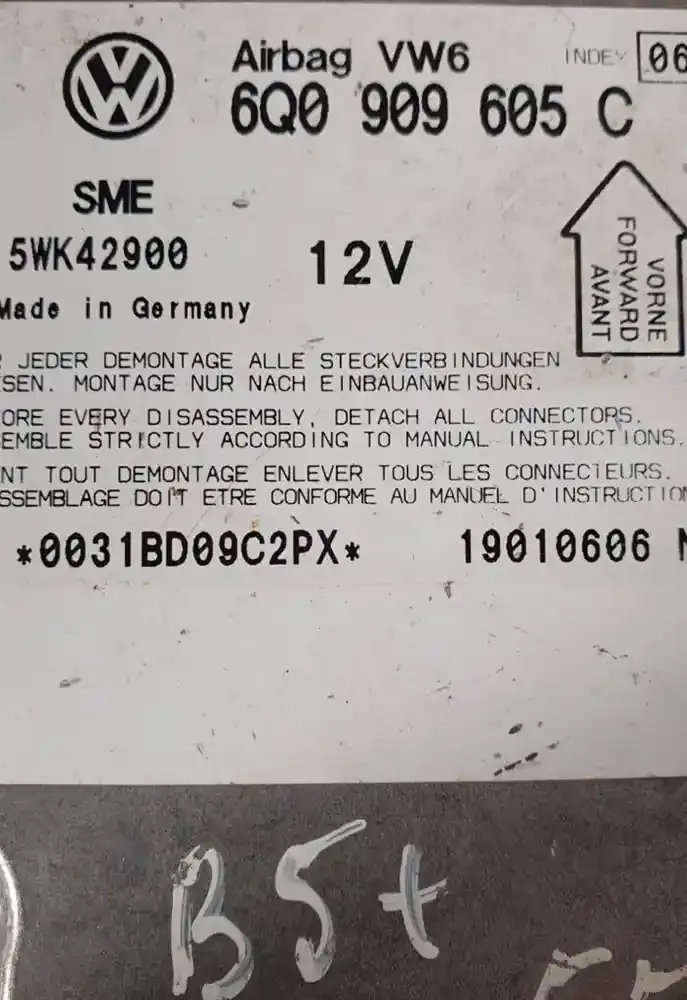 Airbag VW6
INDEX 06
6Q0 909 605 C
SME
5WK42900
12V
VORNE
FORWARD
AVANT
Made in Germany
JEDER DEMONTAGE ALLE STECKVERBINDUNGEN
SEN. MONTAGE NUR NACH EINBAUANWEISUNG.
ORE EVERY DISASSEMBLY, DETACH ALL CONNECTORS.
EMBLE STRICTLY ACCORDING TO MANUAL INSTRUCTIONS.
NT TOUT DEMONTAGE ENLEVER TOUS LES CONNECTEURS.
SSEMBLAGE DOIT ETRE CONFORME AU MANUEL D'INSTRUCTION
*0031BD09C2PX* 19010606
B5+